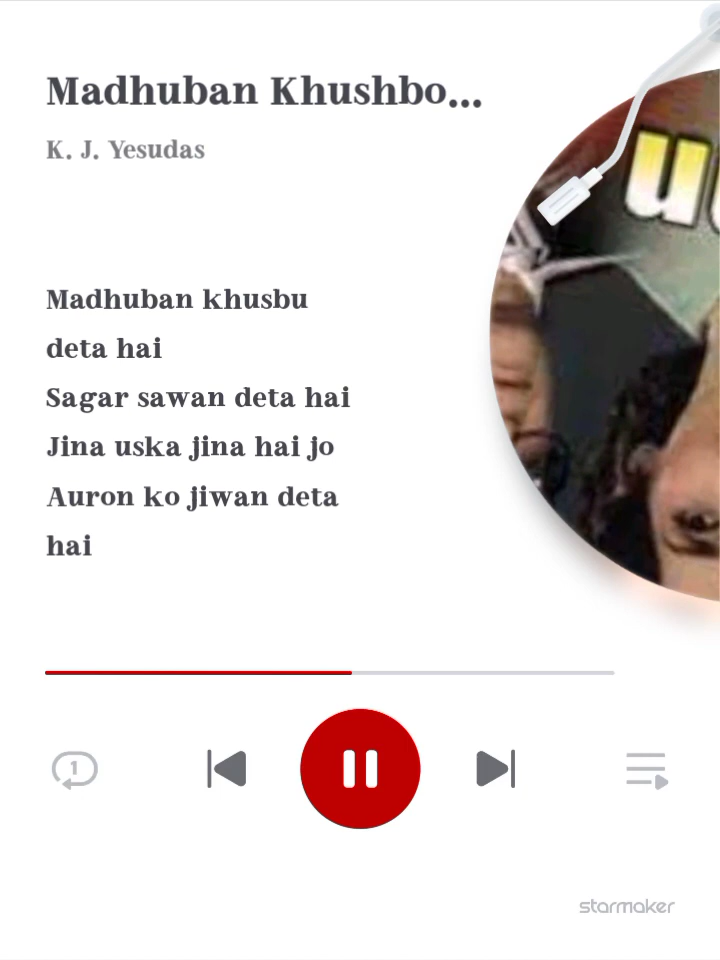 Madhuban Khushbo...
K. J. Yesudas
Madhuban khusbu
deta hai
Sagar sawan deta hai
Jina uska jina hai jo
Auron ko jiwan deta
hai
1
starmaker